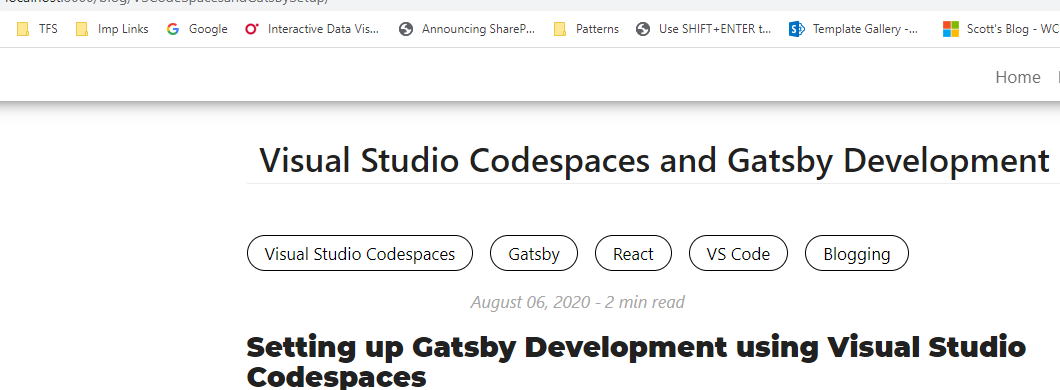 TFS Imp Links Google Interactive Data Vis... Announcing ShareP... Patterns Use SHIFT+ENTER t... Template Gallery -... Scott's Blog - WC
Home
Visual Studio Codespaces and Gatsby Development
Visual Studio Codespaces Gatsby React VS Code Blogging
August 06, 2020 - 2 min read
Setting up Gatsby Development using Visual Studio
Codespaces